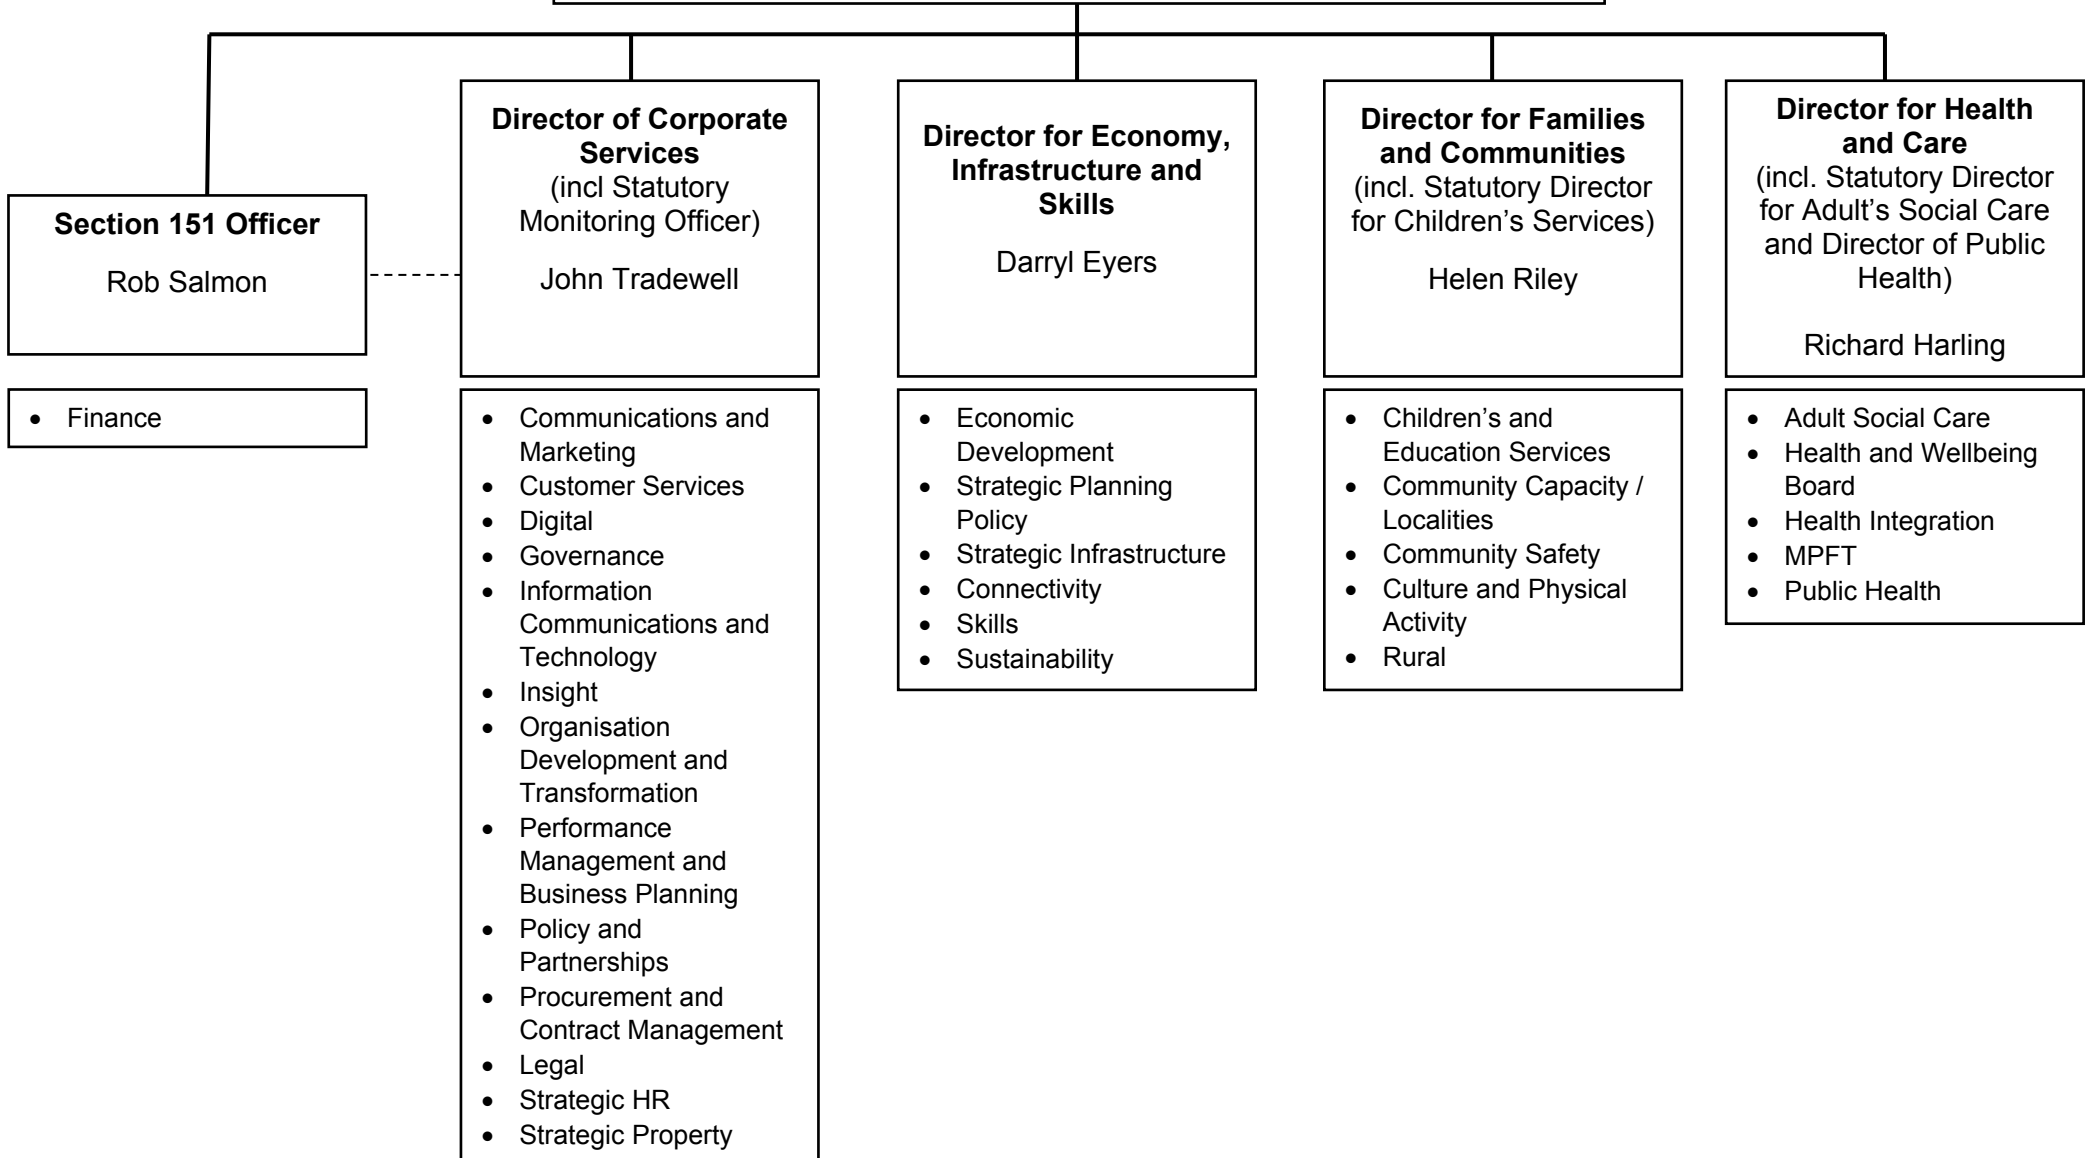 Section 151 Officer
Rob Salmon
• Finance
Director of Corporate
Services
(incl Statutory
Monitoring Officer)
John Tradewell
• Communications and
Marketing
• Customer Services
• Digital
• Governance
• Information
Communications and
Technology
• Insight
• Organisation
Development and
Transformation
• Performance
Management and
Business Planning
• Policy and
Partnerships
• Procurement and
Contract Management
• Legal
• Strategic HR
• Strategic Property
Director for Economy,
Infrastructure and
Skills
Darryl Eyers
• Economic
Development
• Strategic Planning
Policy
• Strategic Infrastructure
• Connectivity
• Skills
• Sustainability
Director for Families
and Communities
(incl. Statutory Director
for Children’s Services)
Helen Riley
• Children’s and
Education Services
• Community Capacity /
Localities
• Community Safety
• Culture and Physical
Activity
• Rural
Director for Health
and Care
(incl. Statutory Director
for Adult’s Social Care
and Director of Public
Health)
Richard Harling
• Adult Social Care
• Health and Wellbeing
Board
• Health Integration
• MPFT
• Public Health